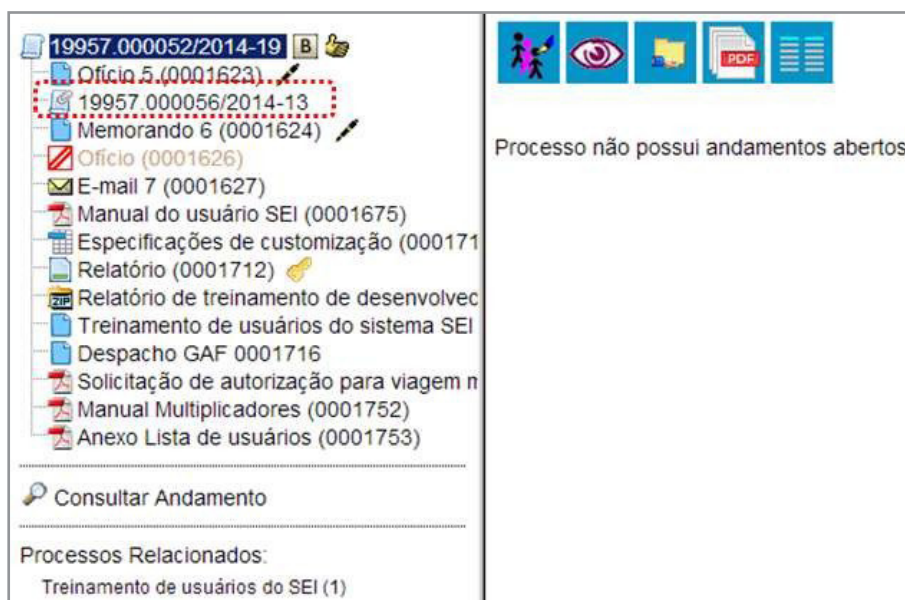 19957.000052/2014-19 B
Ofício 5 (0001623)
19957.000056/2014-13
Memorando 6 (0001624)
Ofício (0001626)
E-mail 7 (0001627)
Manual do usuário SEI (0001675)
Especificações de customização (000171
Relatório (0001712)
ZIP Relatório de treinamento de desenvolvec
Treinamento de usuários do sistema SEI
Despacho GAF 0001716
Solicitação de autorização para viagem n
Manual Multiplicadores (0001752)
Anexo Lista de usuários (0001753)
Consultar Andamento
Processos Relacionados:
Treinamento de usuários do SEI (1)
PDF
Processo não possui andamentos abertos